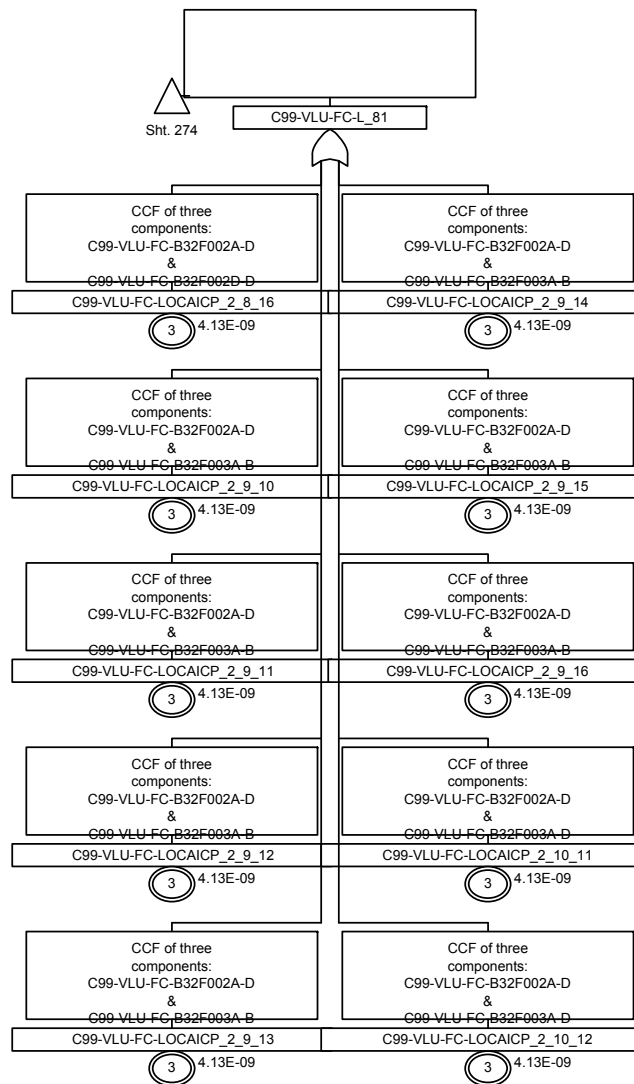 C99-VLU-FC-L_81
Sht. 274
CCF of three
components:
C99-VLU-FC-B32F002A-D
&
C99-VLU-FC-B32F002D-D
C99-VLU-FC-LOCAICP_2_8_16
3
4.13E-09
CCF of three
components:
C99-VLU-FC-B32F002A-D
&
C99-VLU-FC-B32F003A-B
C99-VLU-FC-LOCAICP_2_9_14
3
4.13E-09
CCF of three
components:
C99-VLU-FC-B32F002A-D
&
C99-VLU-FC-B32F003A-B
C99-VLU-FC-LOCAICP_2_9_10
3
4.13E-09
CCF of three
components:
C99-VLU-FC-B32F002A-D
&
C99-VLU-FC-B32F003A-B
C99-VLU-FC-LOCAICP_2_9_15
3
4.13E-09
CCF of three
components:
C99-VLU-FC-B32F002A-D
&
C99-VLU-FC-B32F003A-B
C99-VLU-FC-LOCAICP_2_9_11
3
4.13E-09
CCF of three
components:
C99-VLU-FC-B32F002A-D
&
C99-VLU-FC-B32F003A-B
C99-VLU-FC-LOCAICP_2_9_16
3
4.13E-09
CCF of three
components:
C99-VLU-FC-B32F002A-D
&
C99-VLU-FC-B32F003A-B
C99-VLU-FC-LOCAICP_2_9_12
3
4.13E-09
CCF of three
components:
C99-VLU-FC-B32F002A-D
&
C99-VLU-FC-B32F003A-D
C99-VLU-FC-LOCAICP_2_10_11
3
4.13E-09
CCF of three
components:
C99-VLU-FC-B32F002A-D
&
C99-VLU-FC-B32F003A-B
C99-VLU-FC-LOCAICP_2_9_13
3
4.13E-09
CCF of three
components:
C99-VLU-FC-B32F002A-D
&
C99-VLU-FC-B32F003A-D
C99-VLU-FC-LOCAICP_2_10_12
3
4.13E-09